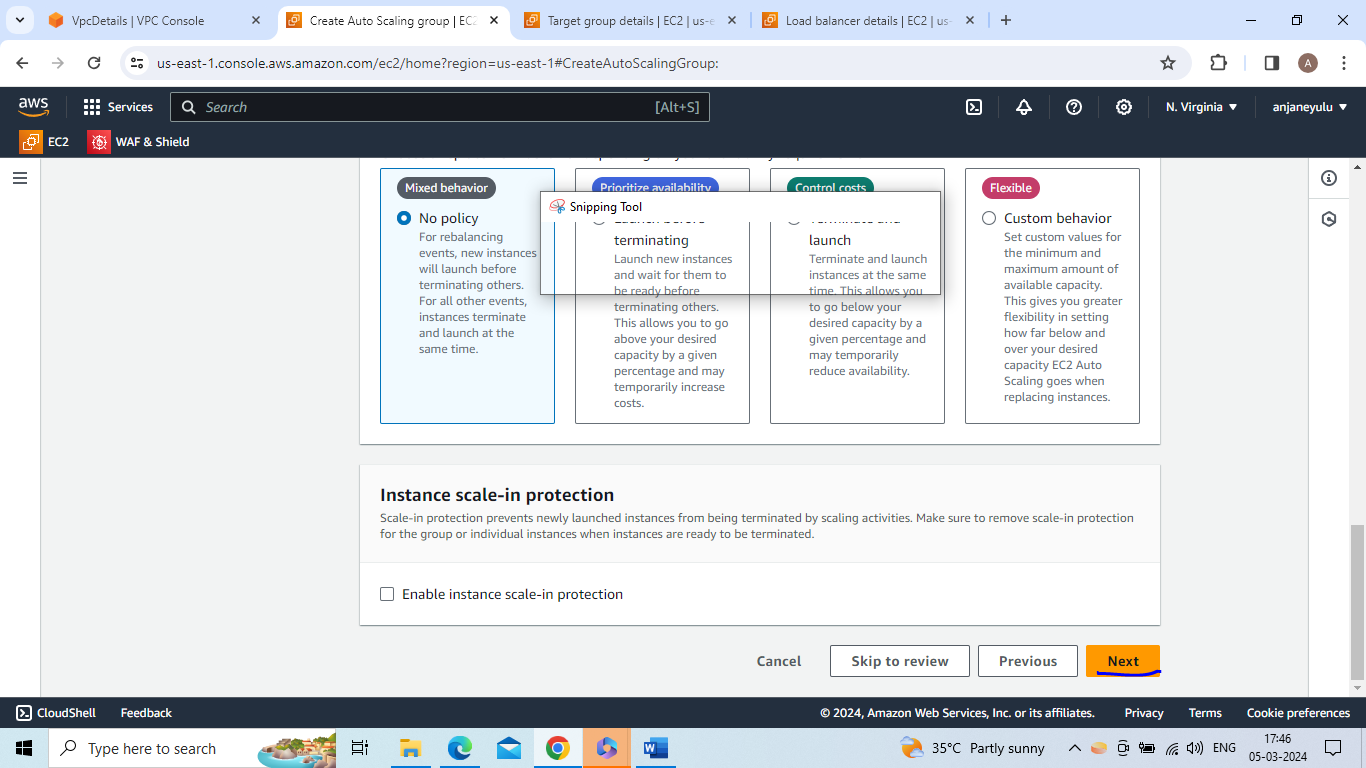 VpcDetails | VPC Console
Create Auto Scaling group | EC2
Target group details | EC2 | us-e
Load balancer details | EC2 | us-
us-east-1.console.aws.amazon.com/ec2/home?region=us-east-1#CreateAutoScalingGroup:
A
aws
Services
Search
[Alt+S]
N. Virginia
anjaneyulu
EC2
WAF & Shield
Mixed behavior
No policy
For rebalancing
events, new instances
will launch before
terminating others.
For all other events,
instances terminate
and launch at the
same time.
Prioritize availability
Snipping Tool
Launch before
terminating
Launch new instances
and wait for them to
be ready before
terminating others.
This allows you to go
above your desired
capacity by a given
percentage and may
temporarily increase
costs.
Control costs
Terminate and
launch
Terminate and launch
instances at the same
time. This allows you
to go below your
desired capacity by a
given percentage and
may temporarily
reduce availability.
Flexible
Custom behavior
Set custom values for
the minimum and
maximum amount of
available capacity.
This gives you greater
flexibility in setting
how far below and
over your desired
capacity EC2 Auto
Scaling goes when
replacing instances.
Instance scale-in protection
Scale-in protection prevents newly launched instances from being terminated by scaling activities. Make sure to remove scale-in protection
for the group or individual instances when instances are ready to be terminated.
Enable instance scale-in protection
Cancel
Skip to review
Previous
Next
CloudShell
Feedback
© 2024, Amazon Web Services, Inc. or its affiliates.
Privacy
Terms
Cookie preferences
Type here to search
35°C Partly sunny
ENG
17:46
05-03-2024